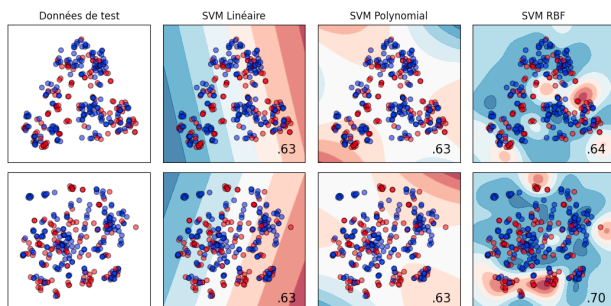 Données de test
SVM Linéaire
SVM Polynomial
SVM RBF
.63
.63
.64
.63
.63
.70